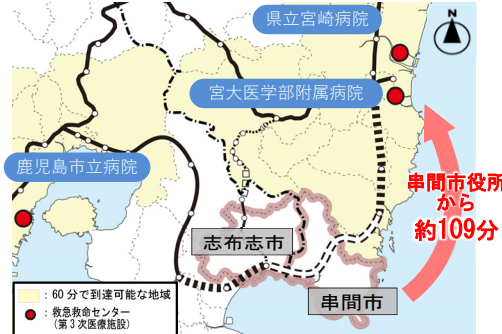 県立宮崎病院
N
宮大医学部附属病院
鹿児島市立病院
串間市役所
から
約109分
志布志市
串間市
：60分で到達可能な地域
：救急救命センター
（第3次医療施設）